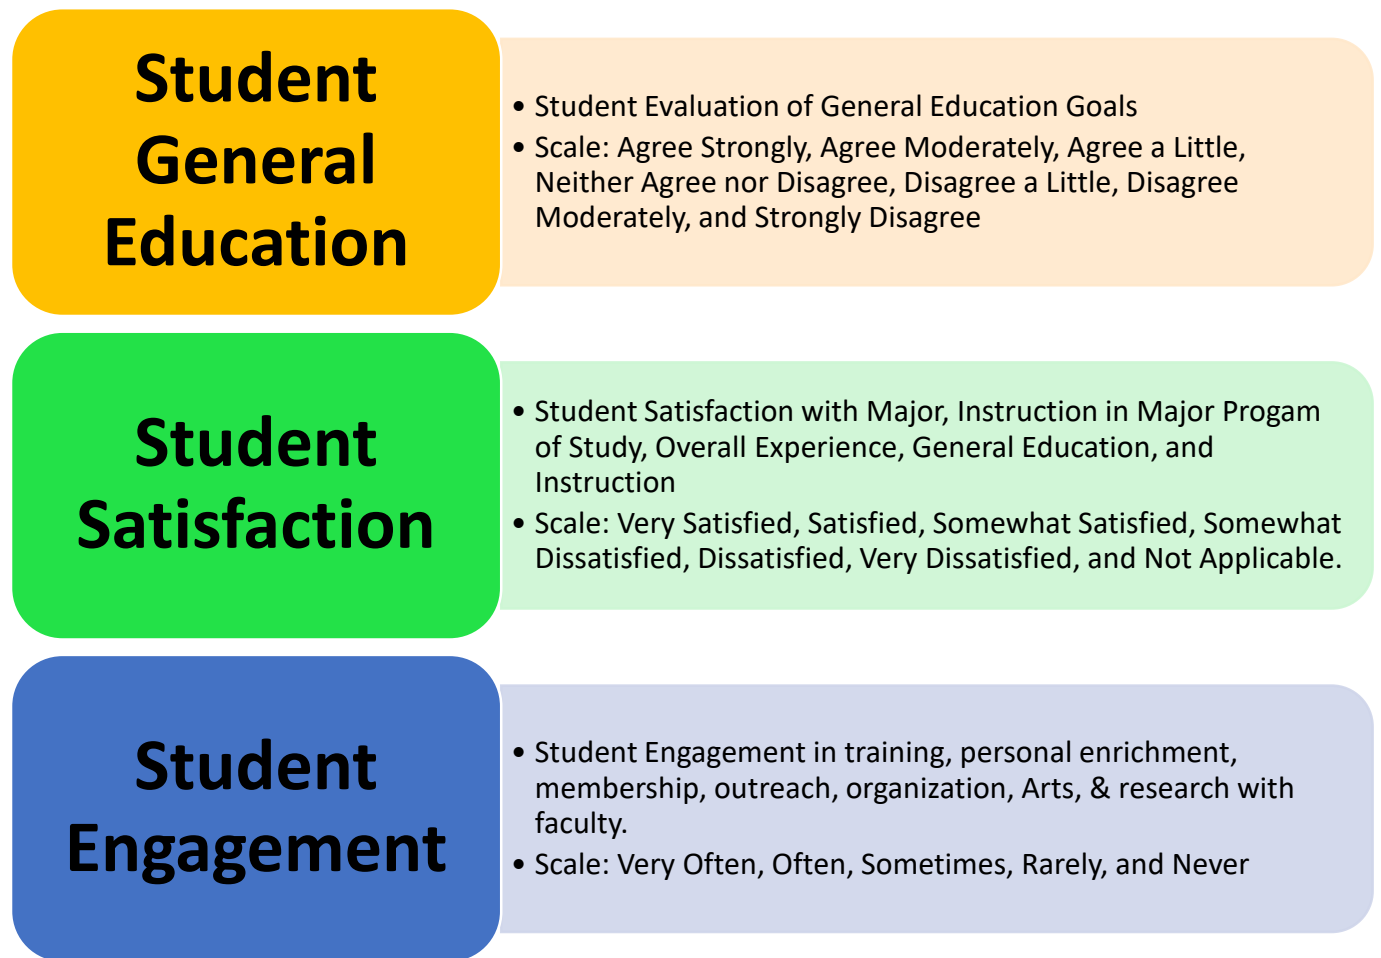 Student
General
Education
• Student Evaluation of General Education Goals
• Scale: Agree Strongly, Agree Moderately, Agree a Little,
Neither Agree nor Disagree, Disagree a Little, Disagree
Moderately, and Strongly Disagree
Student
Satisfaction
• Student Satisfaction with Major, Instruction in Major Progam
of Study, Overall Experience, General Education, and
Instruction
• Scale: Very Satisfied, Satisfied, Somewhat Satisfied, Somewhat
Dissatisfied, Dissatisfied, Very Dissatisfied, and Not Applicable.
Student
Engagement
• Student Engagement in training, personal enrichment,
membership, outreach, organization, Arts, & research with
faculty.
• Scale: Very Often, Often, Sometimes, Rarely, and Never